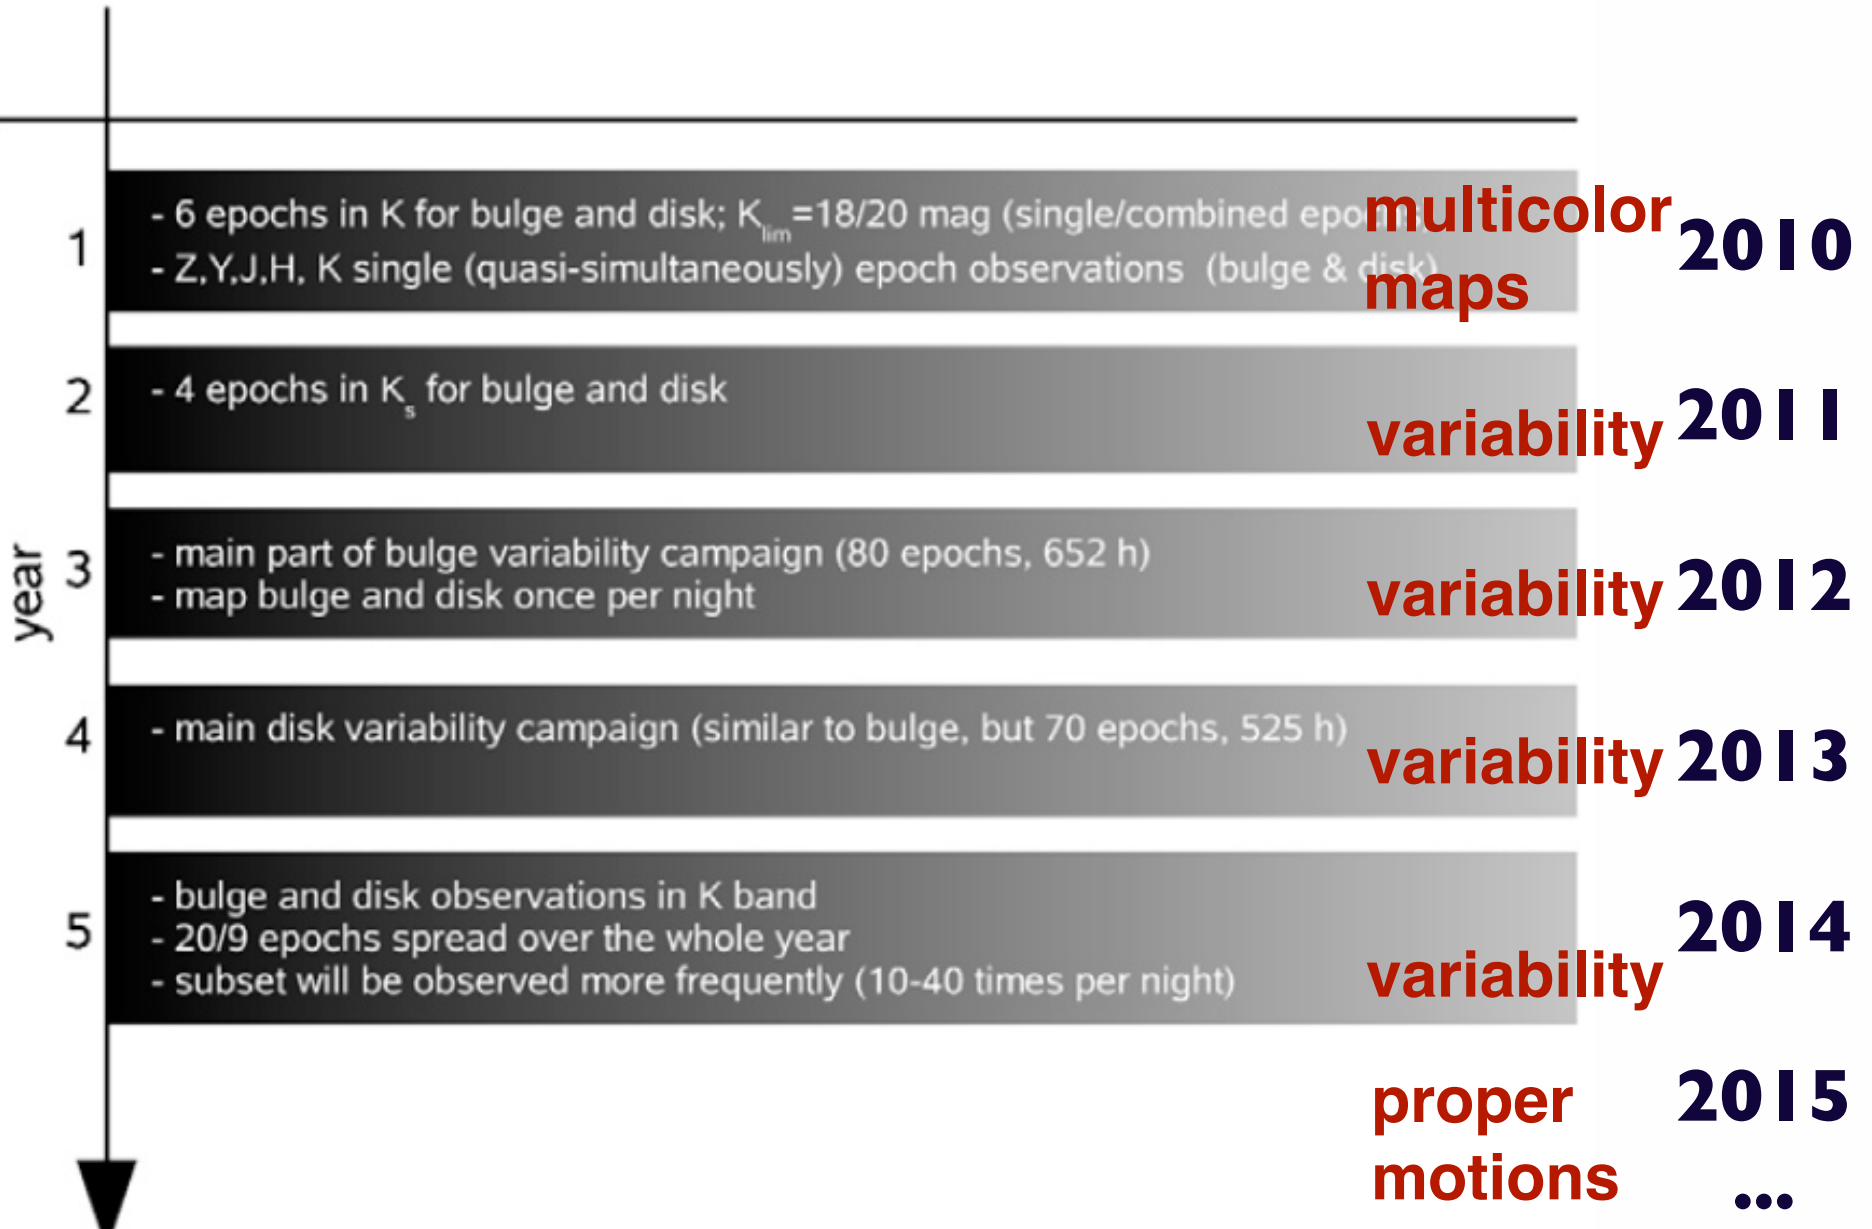 year
1
- 6 epochs in K for bulge and disk; Klim=18/20 mag (single/combined epochs
- Z,Y,J,H, K single (quasi-simultaneously) epoch observations (bulge & disk)
multicolor
maps
2010
2
- 4 epochs in Ks for bulge and disk
variability
2011
3
- main part of bulge variability campaign (80 epochs, 652 h)
- map bulge and disk once per night
variability
2012
4
- main disk variability campaign (similar to bulge, but 70 epochs, 525 h)
variability
2013
5
- bulge and disk observations in K band
- 20/9 epochs spread over the whole year
- subset will be observed more frequently (10-40 times per night)
variability
2014
proper
motions
2015
...